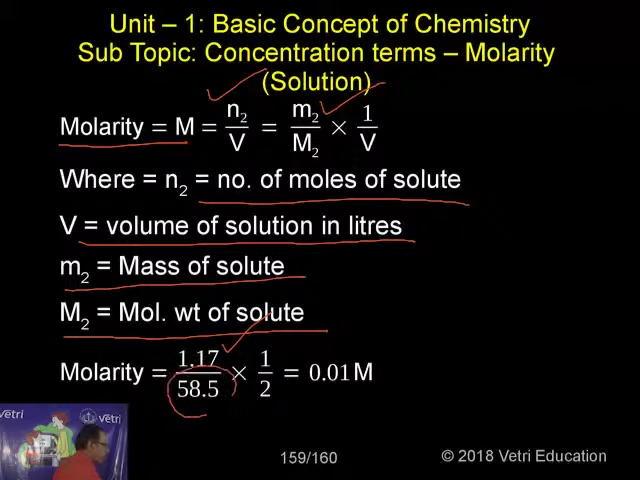 Unit – 1: Basic Concept of Chemistry
Sub Topic: Concentration terms – Molarity
(Solution)
Molarity = M = n₂/V = m₂/M₂ × 1/V
Where = n₂ = no. of moles of solute
V = volume of solution in litres
m₂ = Mass of solute
M₂ = Mol. wt of solute
Molarity = 1.17/58.5 × 1/2 = 0.01 M
vetri
vetri
159/160
© 2018 Vetri Education